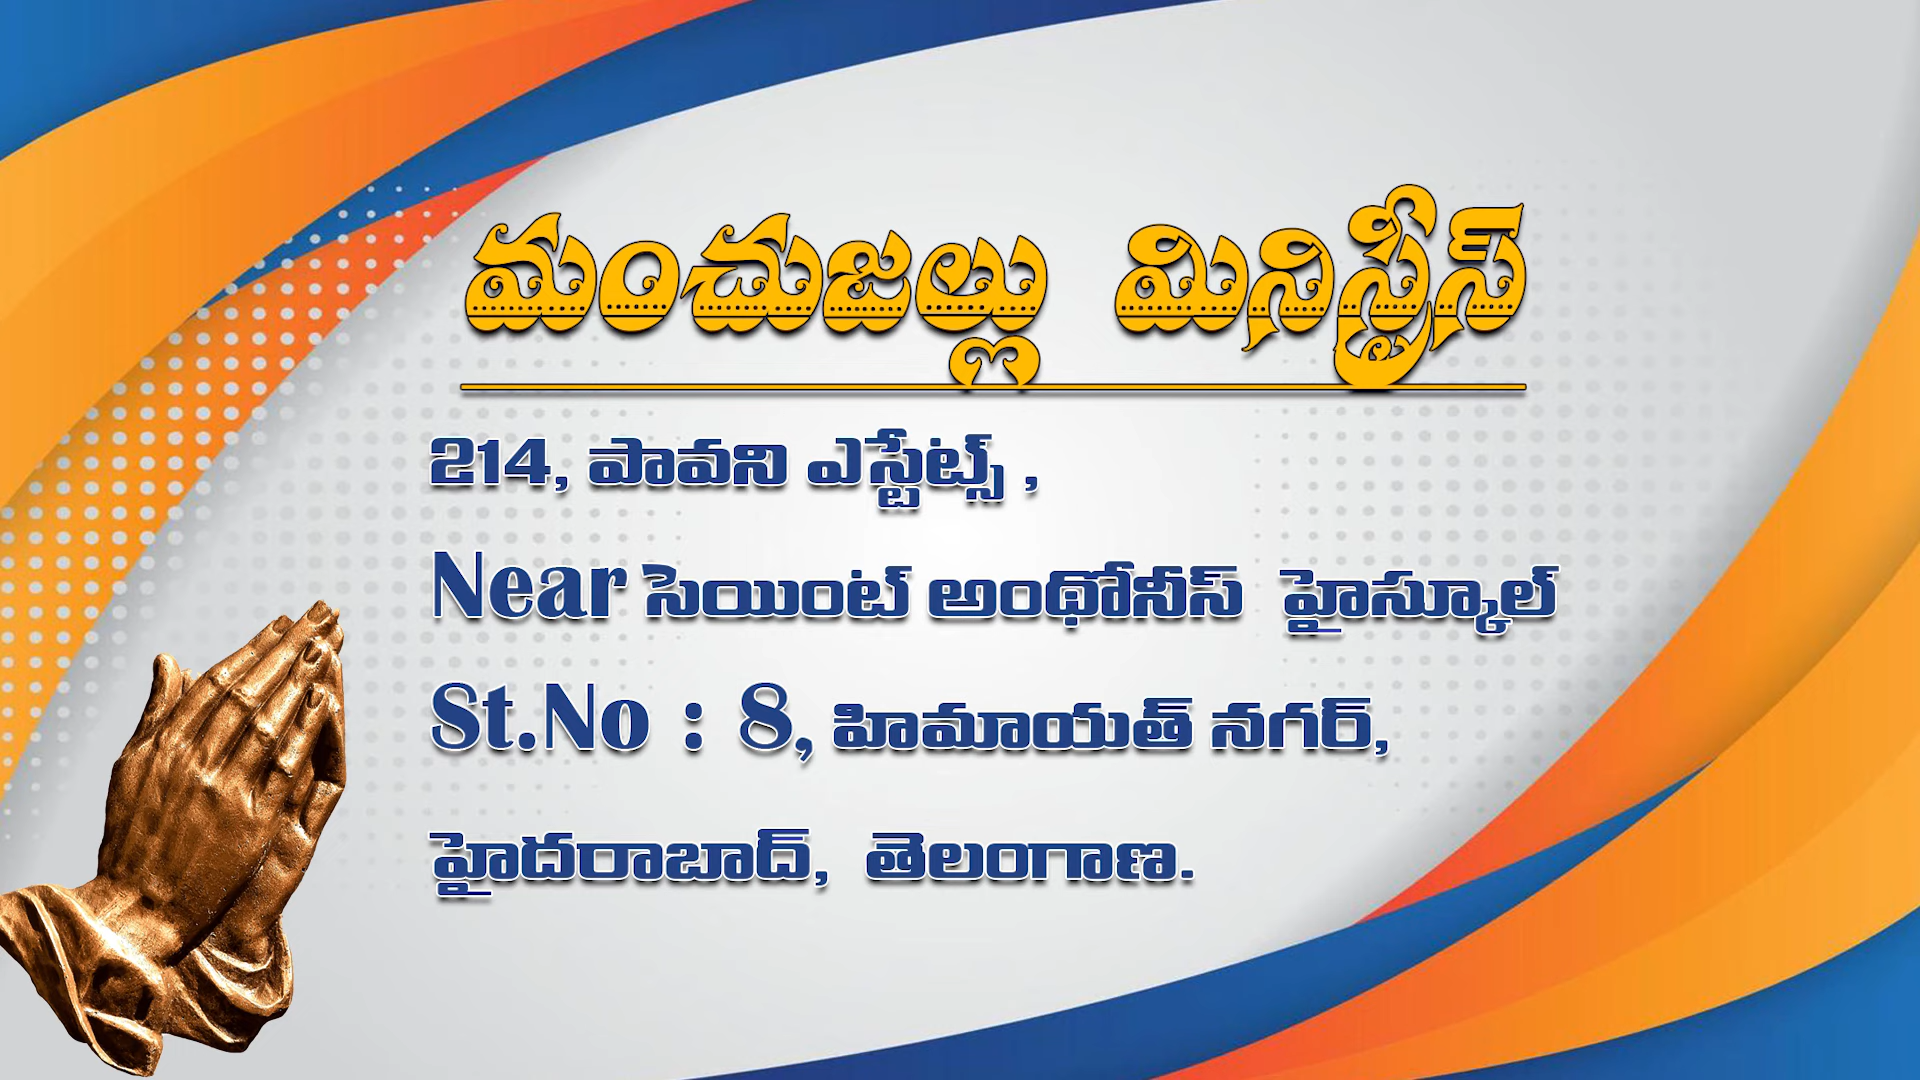 మంచుజల్లు మినిస్ట్రీస్
214, పావని ఎస్టేట్స్ ,
Near సెయింట్ అంథోనీస్ హైస్కూల్
St.No : 8, హిమాయత్ నగర్,
హైదరాబాద్, తెలంగాణ.